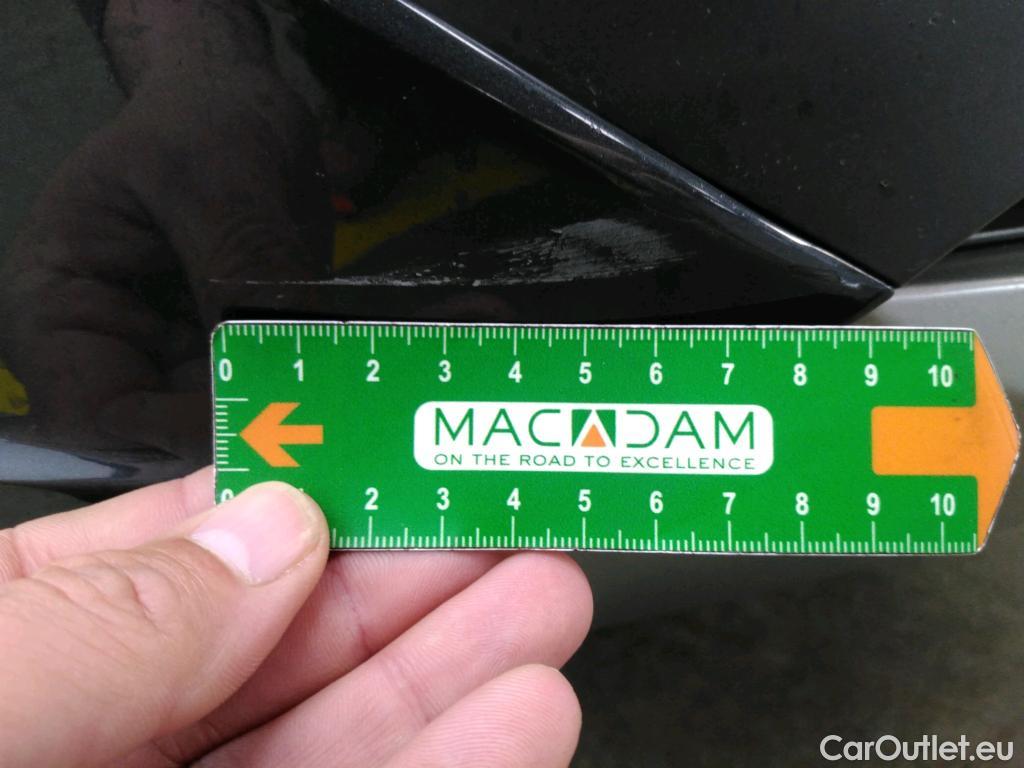 0 1 2 3 4 5 6 7 8 9 10
MACADAM
ON THE ROAD TO EXCELLENCE
0 2 3 4 5 6 7 8 9 10
CarOutlet.eu